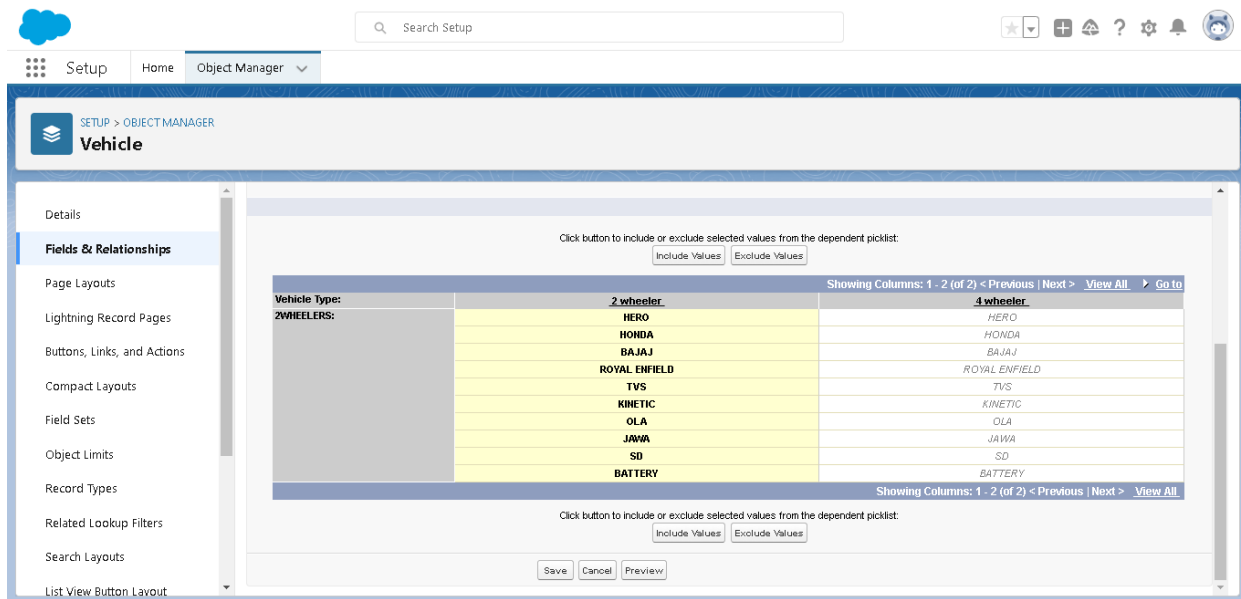 Search Setup
Setup Home Object Manager
SETUP > OBJECT MANAGER
Vehicle
Details
Fields & Relationships
Page Layouts
Lightning Record Pages
Buttons, Links, and Actions
Compact Layouts
Field Sets
Object Limits
Record Types
Related Lookup Filters
Search Layouts
List View Button Layout
Click button to include or exclude selected values from the dependent picklist:
Include Values Exclude Values
Showing Columns: 1 - 2 (of 2) < Previous | Next > View All Go to
Vehicle Type: 2 wheeler 4 wheeler
2WHEELERS: HERO HERO
HONDA HONDA
BAJAJ BAJAJ
ROYAL ENFIELD ROYAL ENFIELD
TVS TVS
KINETIC KINETIC
OLA OLA
JAWA JAWA
SD SD
BATTERY BATTERY
Showing Columns: 1 - 2 (of 2) < Previous | Next > View All
Click button to include or exclude selected values from the dependent picklist:
Include Values Exclude Values
Save Cancel Preview